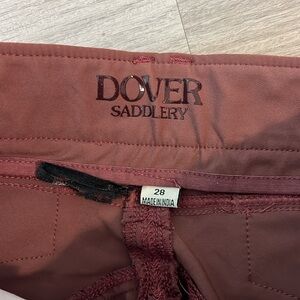 DOVER
SADDLERY
28
MADE IN INDIA